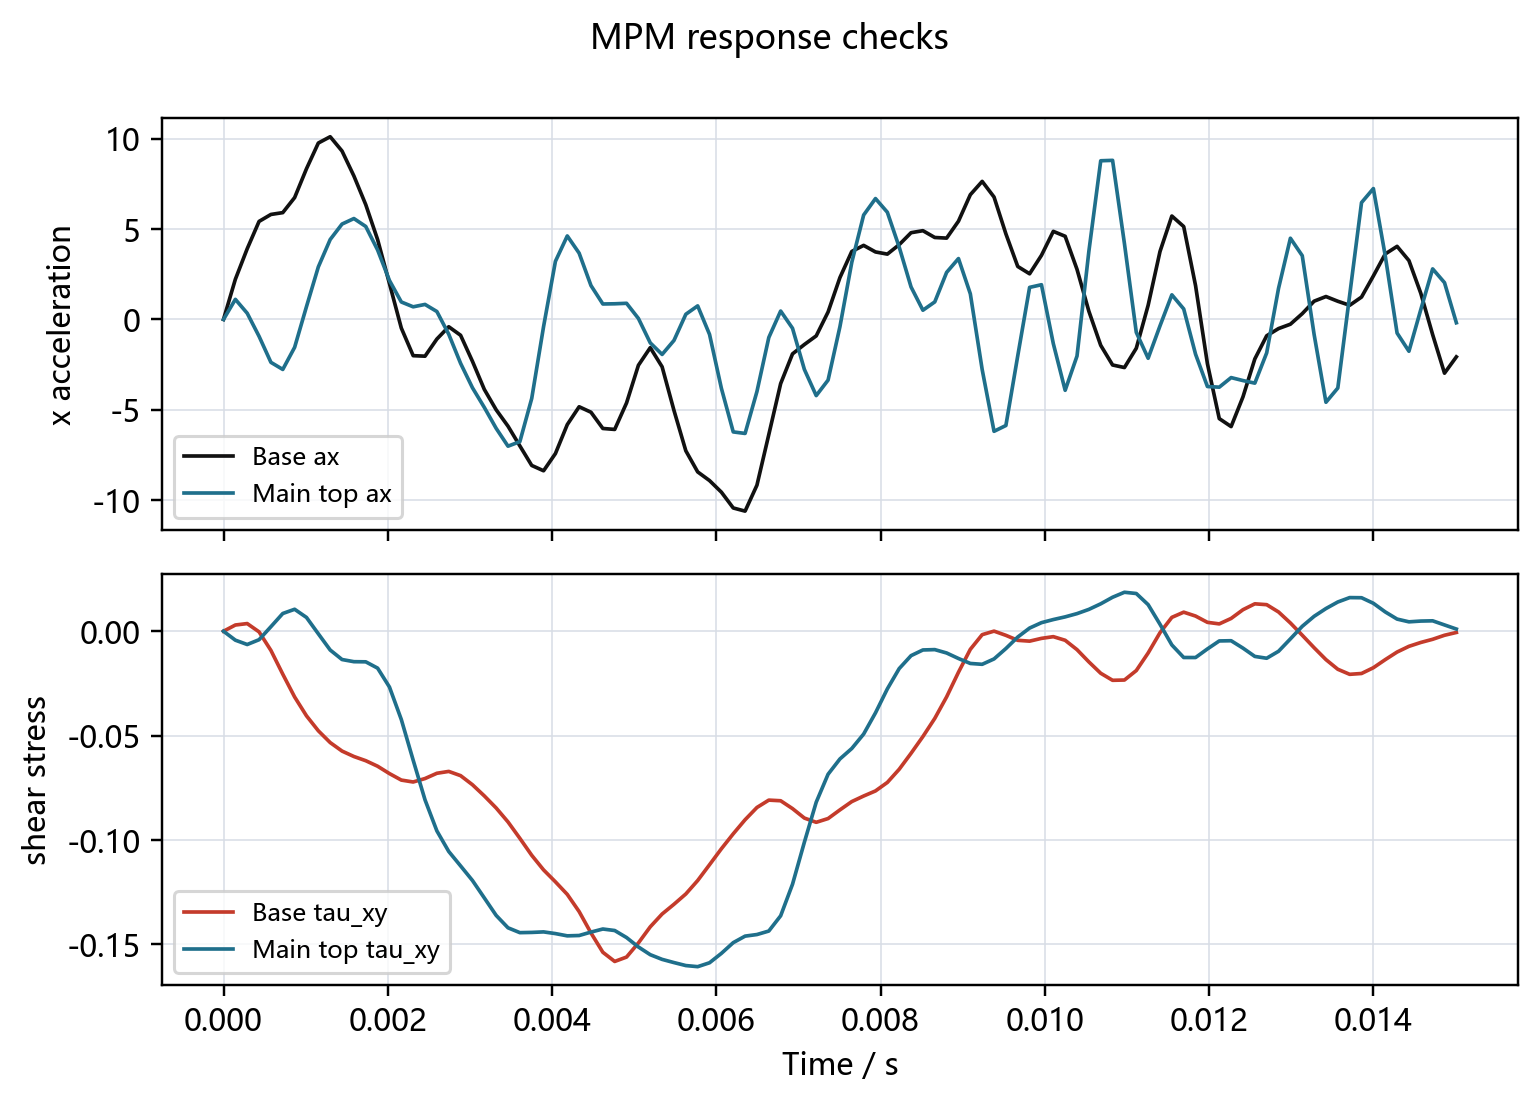 MPM response checks
10
5
0
-5
-10
x acceleration
Base ax
Main top ax
0.00
-0.05
-0.10
-0.15
shear stress
Base tau_xy
Main top tau_xy
0.000 0.002 0.004 0.006 0.008 0.010 0.012 0.014
Time / s